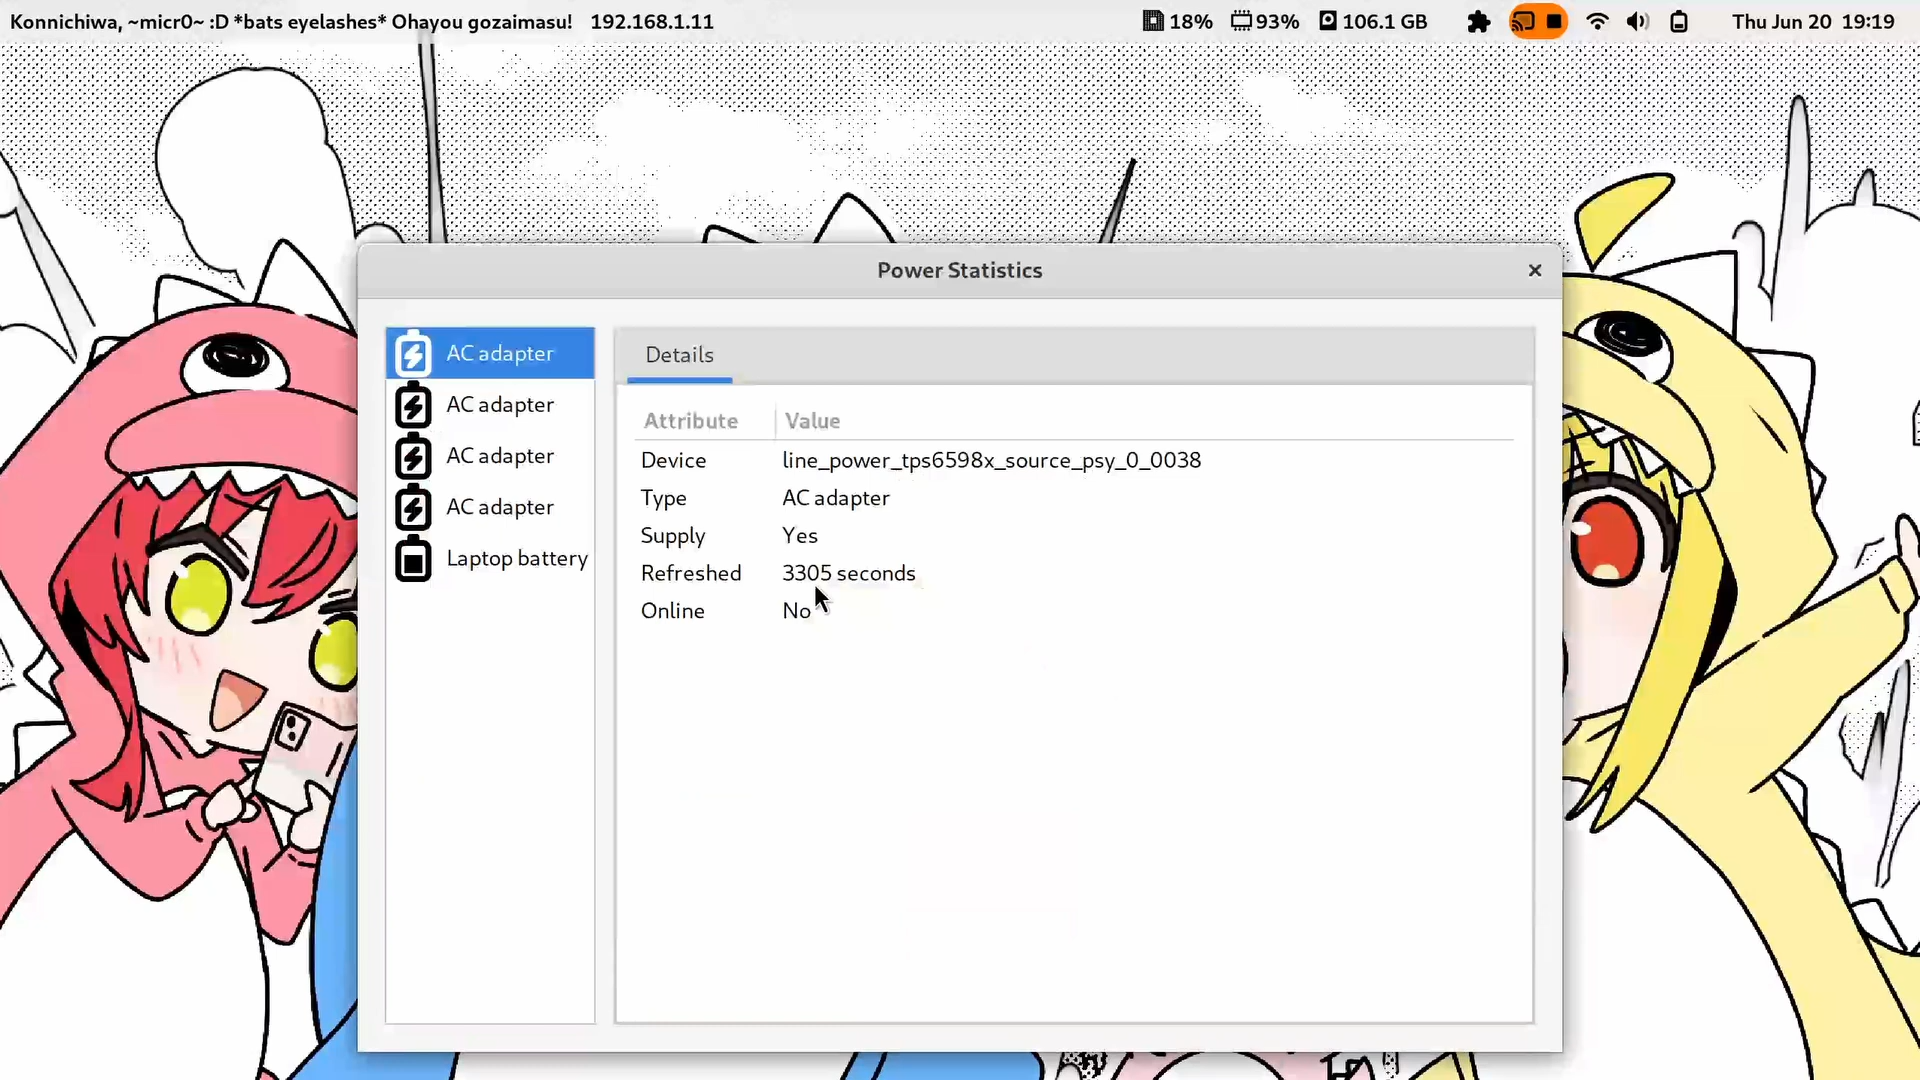 Konnichiwa, ~micr0~ :D *bats eyelashes* Ohayou gozaimasu! 192.168.1.11 18% 93% 106.1 GB Thu Jun 20 19:19
Power Statistics
AC adapter
AC adapter
AC adapter
AC adapter
Laptop battery
Details
Attribute Value
Device line_power_tps6598x_source_psy_0_0038
Type AC adapter
Supply Yes
Refreshed 3305 seconds
Online No